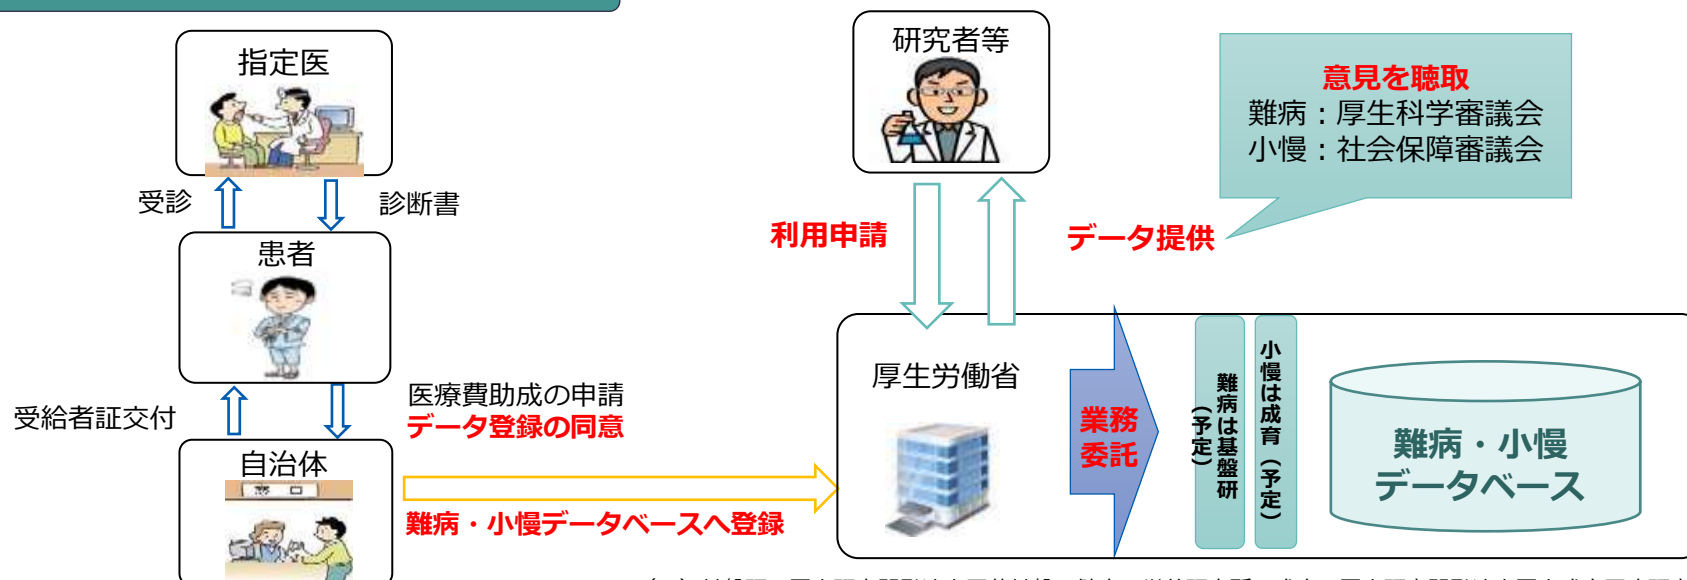 指定医
受診
診断書
患者
受給者証交付
医療費助成の申請
データ登録の同意
自治体
窓口
難病・小慢データベースへ登録
研究者等
利用申請
データ提供
意見を聴取
難病：厚生科学審議会
小慢：社会保障審議会
厚生労働省
業務
委託
難病は基盤研
（予定）
小慢は成育（予定）
難病・小慢
データベース